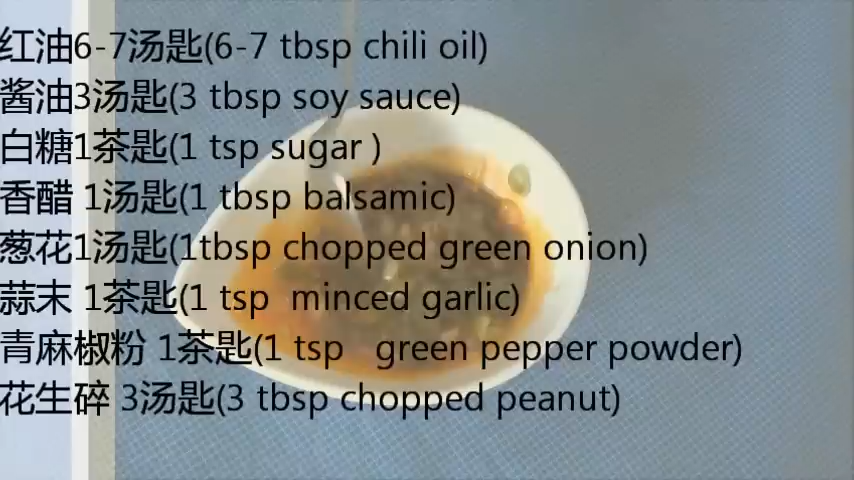 红油6-7汤匙(6-7 tbsp chili oil)
酱油3汤匙(3 tbsp soy sauce)
白糖1茶匙(1 tsp sugar )
香醋 1汤匙(1 tbsp balsamic)
葱花1汤匙(1tbsp chopped green onion)
蒜末 1茶匙(1 tsp  minced garlic)
青麻椒粉 1茶匙(1 tsp   green pepper powder)
花生碎 3汤匙(3 tbsp chopped peanut)